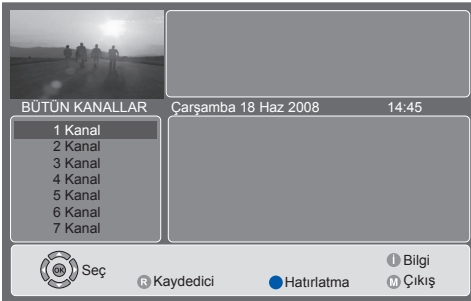 BÜTÜN KANALLAR Çarşamba 18 Haz 2008 14:45
1 Kanal
2 Kanal
3 Kanal
4 Kanal
5 Kanal
6 Kanal
7 Kanal
OK Seç
R Kaydedici
Hatırlatma
i Bilgi
M Çıkış